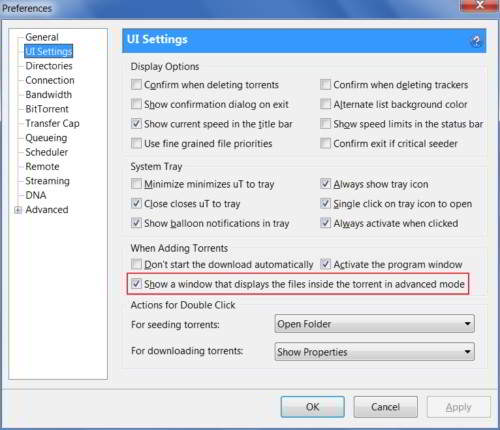 Preferences
General
UI Settings
Directories
Connection
Bandwidth
BitTorrent
Transfer Cap
Queueing
Scheduler
Remote
Streaming
DNA
Advanced
UI Settings
Display Options
Confirm when deleting torrents
Confirm when deleting trackers
Show confirmation dialog on exit
Alternate list background color
Show current speed in the title bar
Show speed limits in the status bar
Use fine grained file priorities
Confirm exit if critical seeder
System Tray
Minimize minimizes uT to tray
Always show tray icon
Close closes uT to tray
Single click on tray icon to open
Show balloon notifications in tray
Always activate when clicked
When Adding Torrents
Don't start the download automatically
Activate the program window
Show a window that displays the files inside the torrent in advanced mode
Actions for Double Click
For seeding torrents:
Open Folder
For downloading torrents:
Show Properties
OK
Cancel
Apply